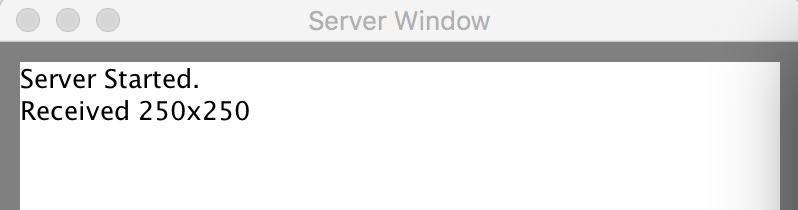 Server Window
Server Started.
Received 250x250